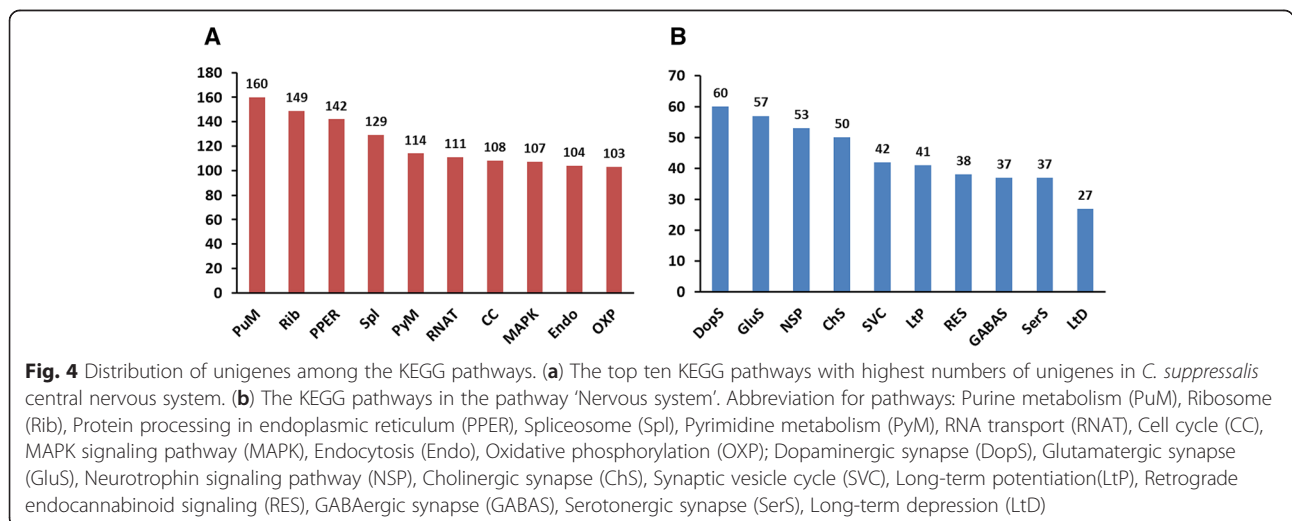 A
180
160
140
120
100
80
60
40
20
0
160
149
142
129
114
111
108
107
104
103
PuM
Rib
PPER
Spl
PyM
RNAT
CC
MAPK
Endo
OXP
B
70
60
50
40
30
20
10
0
60
57
53
50
42
41
38
37
37
27
DopS
GluS
NSP
ChS
SVC
LtP
RES
GABAS
SerS
LtD
Fig. 4 Distribution of unigenes among the KEGG pathways. (a) The top ten KEGG pathways with highest numbers of unigenes in C. suppressalis
central nervous system. (b) The KEGG pathways in the pathway ‘Nervous system’. Abbreviation for pathways: Purine metabolism (PuM), Ribosome
(Rib), Protein processing in endoplasmic reticulum (PPER), Spliceosome (Spl), Pyrimidine metabolism (PyM), RNA transport (RNAT), Cell cycle (CC),
MAPK signaling pathway (MAPK), Endocytosis (Endo), Oxidative phosphorylation (OXP); Dopaminergic synapse (DopS), Glutamatergic synapse
(GluS), Neurotrophin signaling pathway (NSP), Cholinergic synapse (ChS), Synaptic vesicle cycle (SVC), Long-term potentiation(LtP), Retrograde
endocannabinoid signaling (RES), GABAergic synapse (GABAS), Serotonergic synapse (SerS), Long-term depression (LtD)